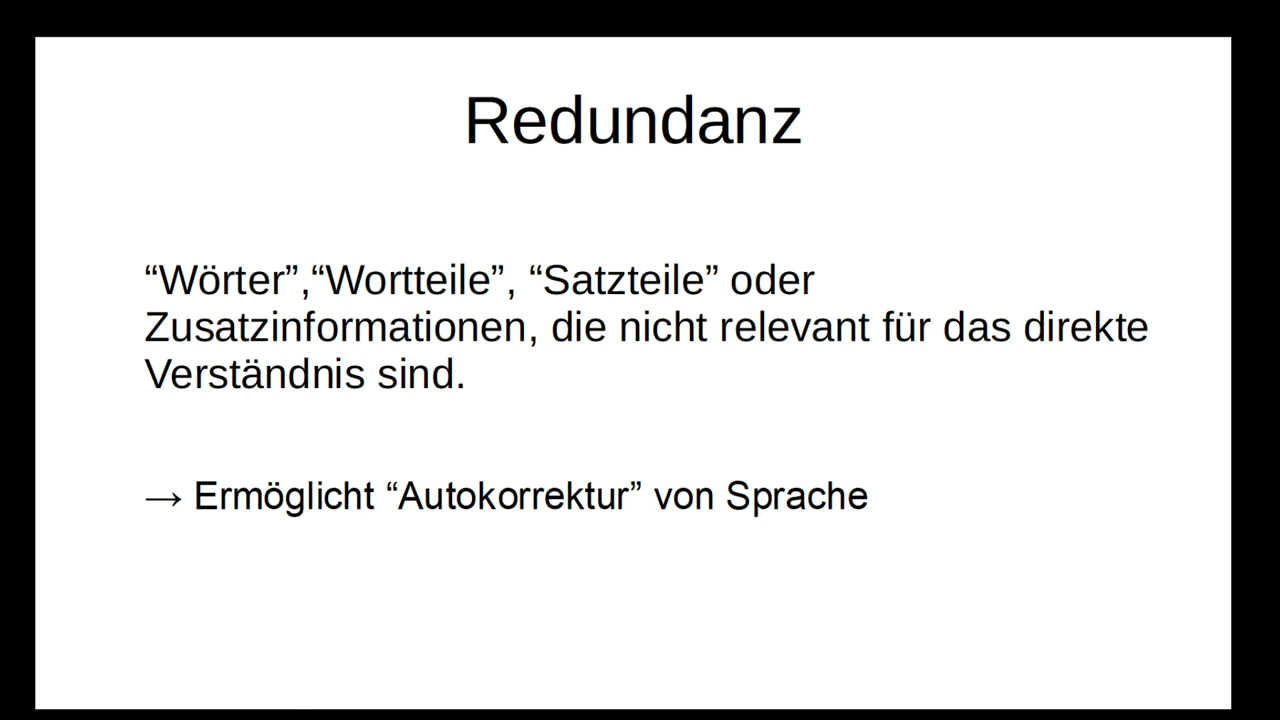 Redundanz
“Wörter”,“Wortteile”, “Satzteile” oder
Zusatzinformationen, die nicht relevant für das direkte
Verständnis sind.
→ Ermöglicht “Autokorrektur” von Sprache